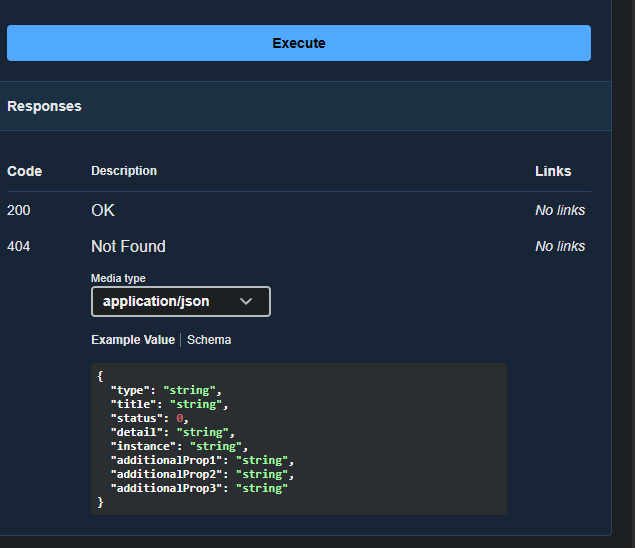 Execute
Responses
Code Description Links
200 OK No links
404 Not Found No links
Media type
application/json
Example Value | Schema
{
  "type": "string",
  "title": "string",
  "status": 0,
  "detail": "string",
  "instance": "string",
  "additionalProp1": "string",
  "additionalProp2": "string",
  "additionalProp3": "string"
}